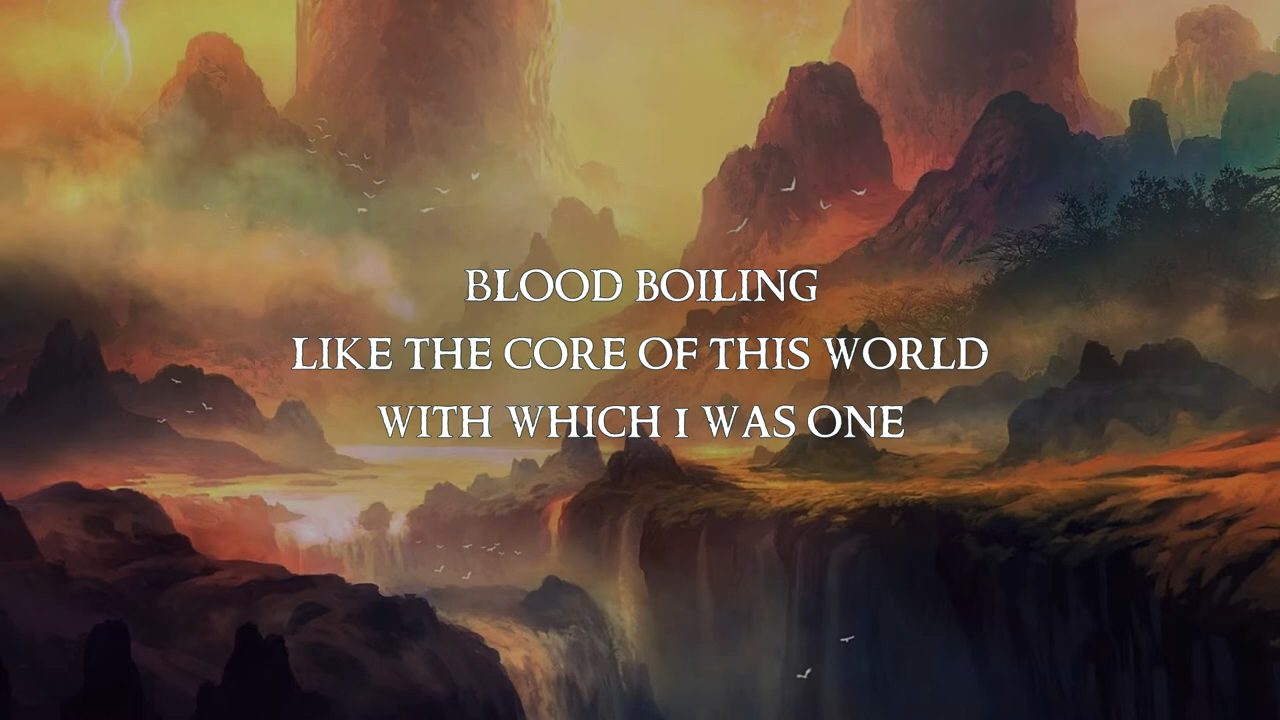 BLOOD BOILING
LIKE THE CORE OF THIS WORLD
WITH WHICH I WAS ONE